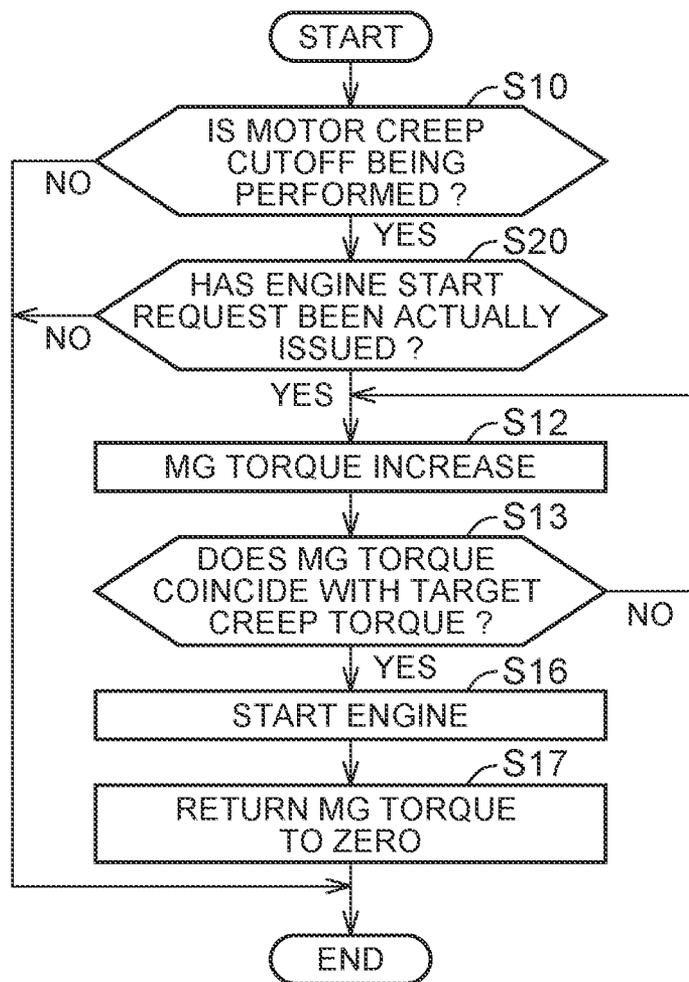 START
S10
IS MOTOR CREEP
CUTOFF BEING
PERFORMED ?
NO
YES
S20
HAS ENGINE START
REQUEST BEEN ACTUALLY
ISSUED ?
NO
YES
S12
MG TORQUE INCREASE
S13
DOES MG TORQUE
COINCIDE WITH TARGET
CREEP TORQUE ?
NO
YES
S16
START ENGINE
S17
RETURN MG TORQUE
TO ZERO
END